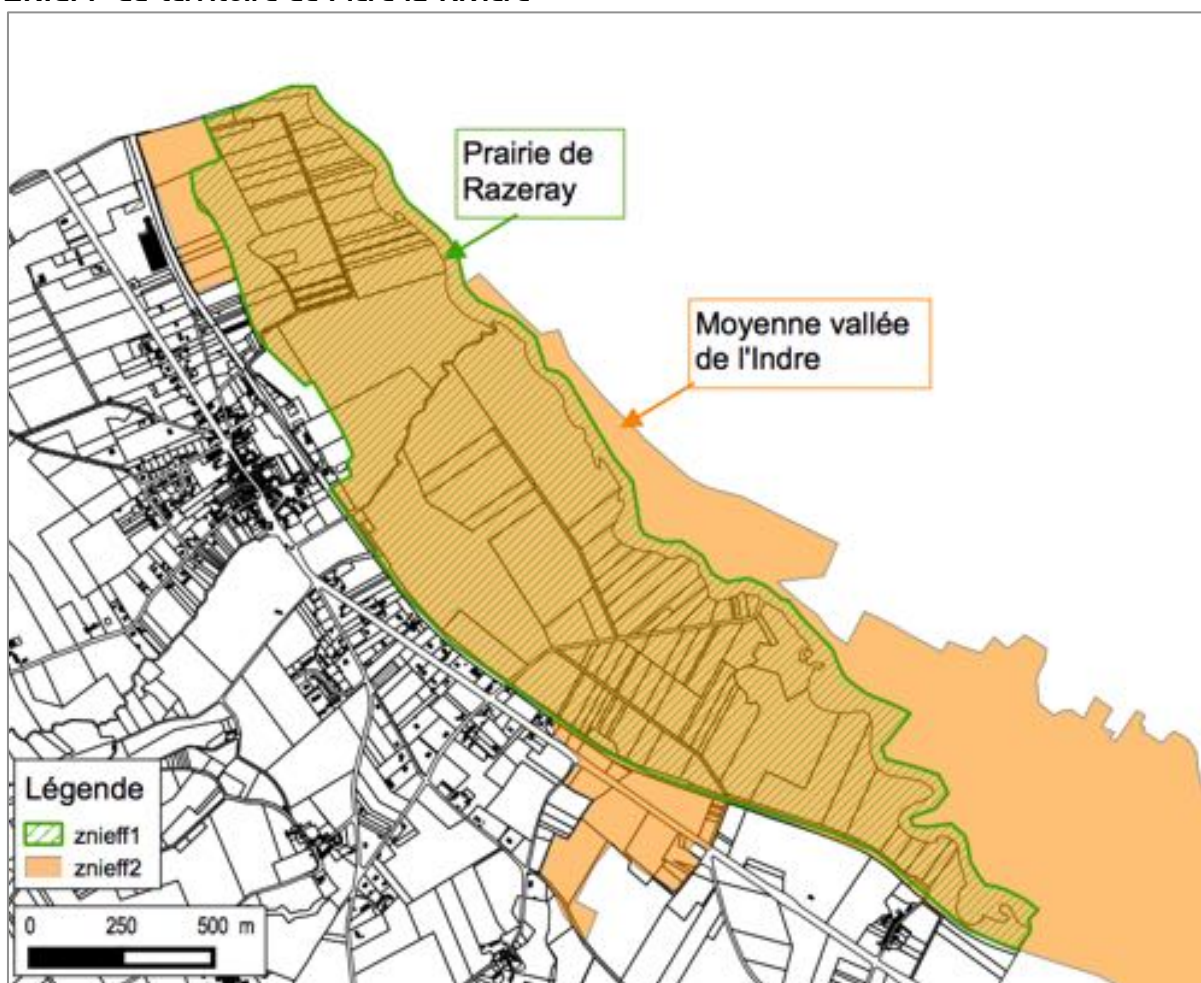 Prairie de
Razeray
Moyenne vallée
de l'Indre
Légende
znieff1
znieff2
0 250 500 m